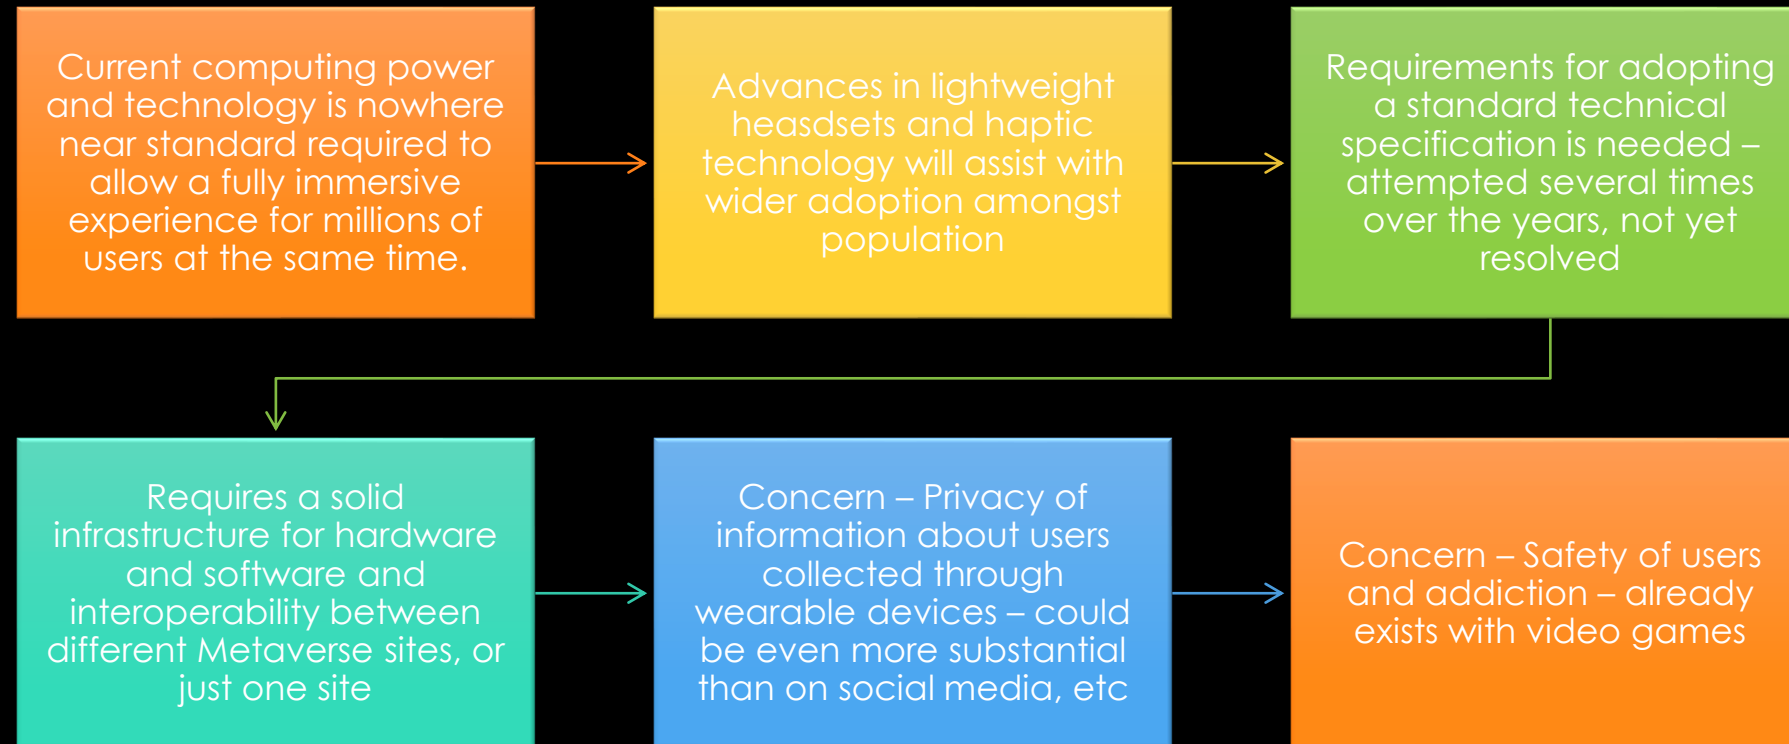 Current computing power
and technology is nowhere
near standard required to
allow a fully immersive
experience for millions of
users at the same time.
Advances in lightweight
heasdsets and haptic
technology will assist with
wider adoption amongst
population
Requirements for adopting
a standard technical
specification is needed –
attempted several times
over the years, not yet
resolved
Requires a solid
infrastructure for hardware
and software and
interoperability between
different Metaverse sites, or
just one site
Concern – Privacy of
information about users
collected through
wearable devices – could
be even more substantial
than on social media, etc
Concern – Safety of users
and addiction – already
exists with video games